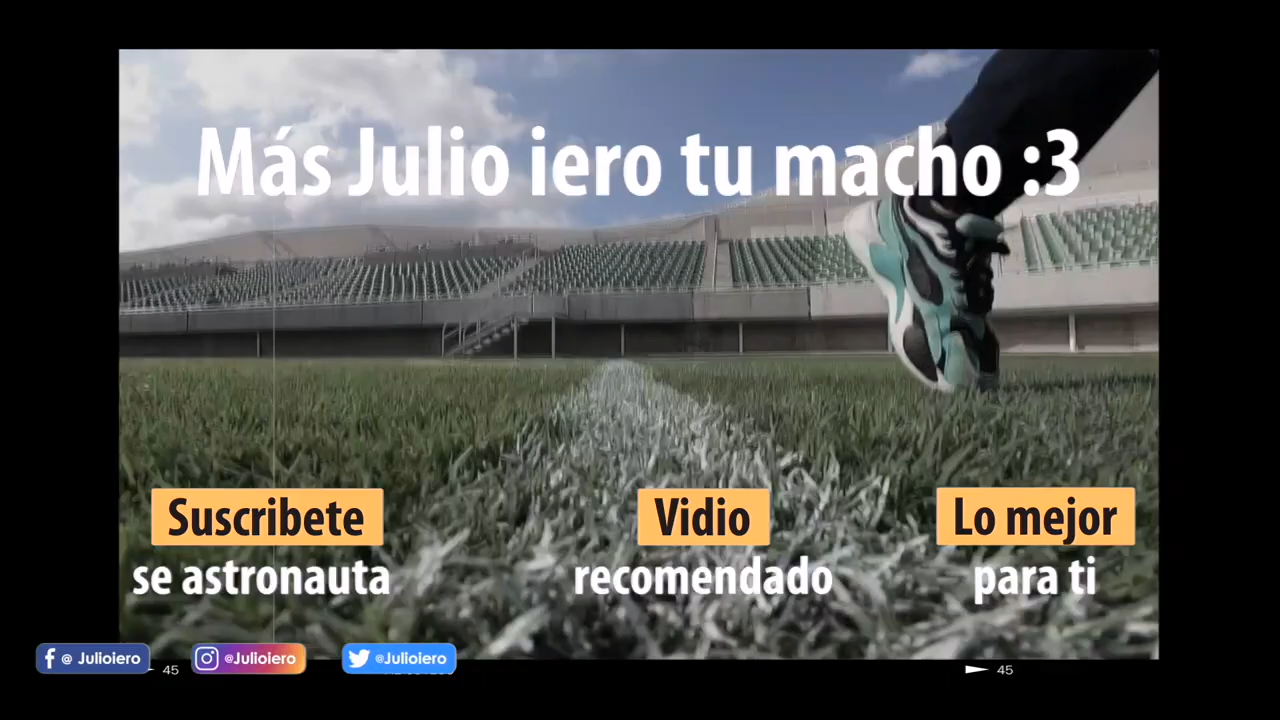 Más Julio iero tu macho :3
Suscribete
se astronauta
Vidio
recomendado
Lo mejor
para ti
@ Julioiero
@Julioiero
@Julioiero
45
45